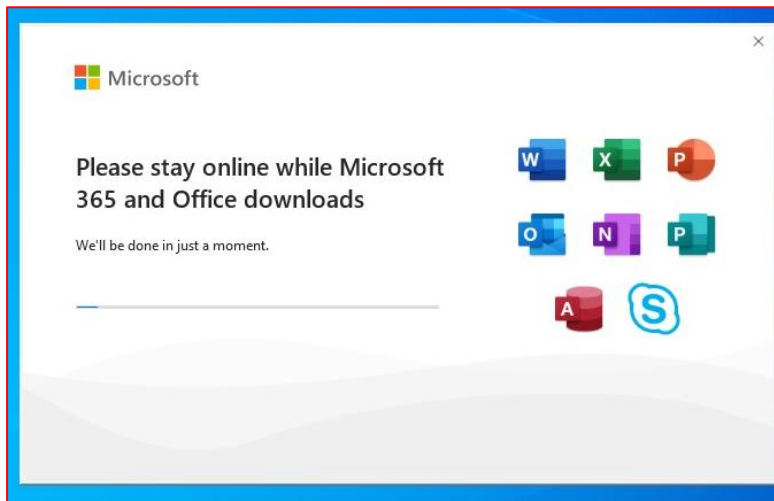 Microsoft
Please stay online while Microsoft
365 and Office downloads
We'll be done in just a moment.
W X P
O N P
A S